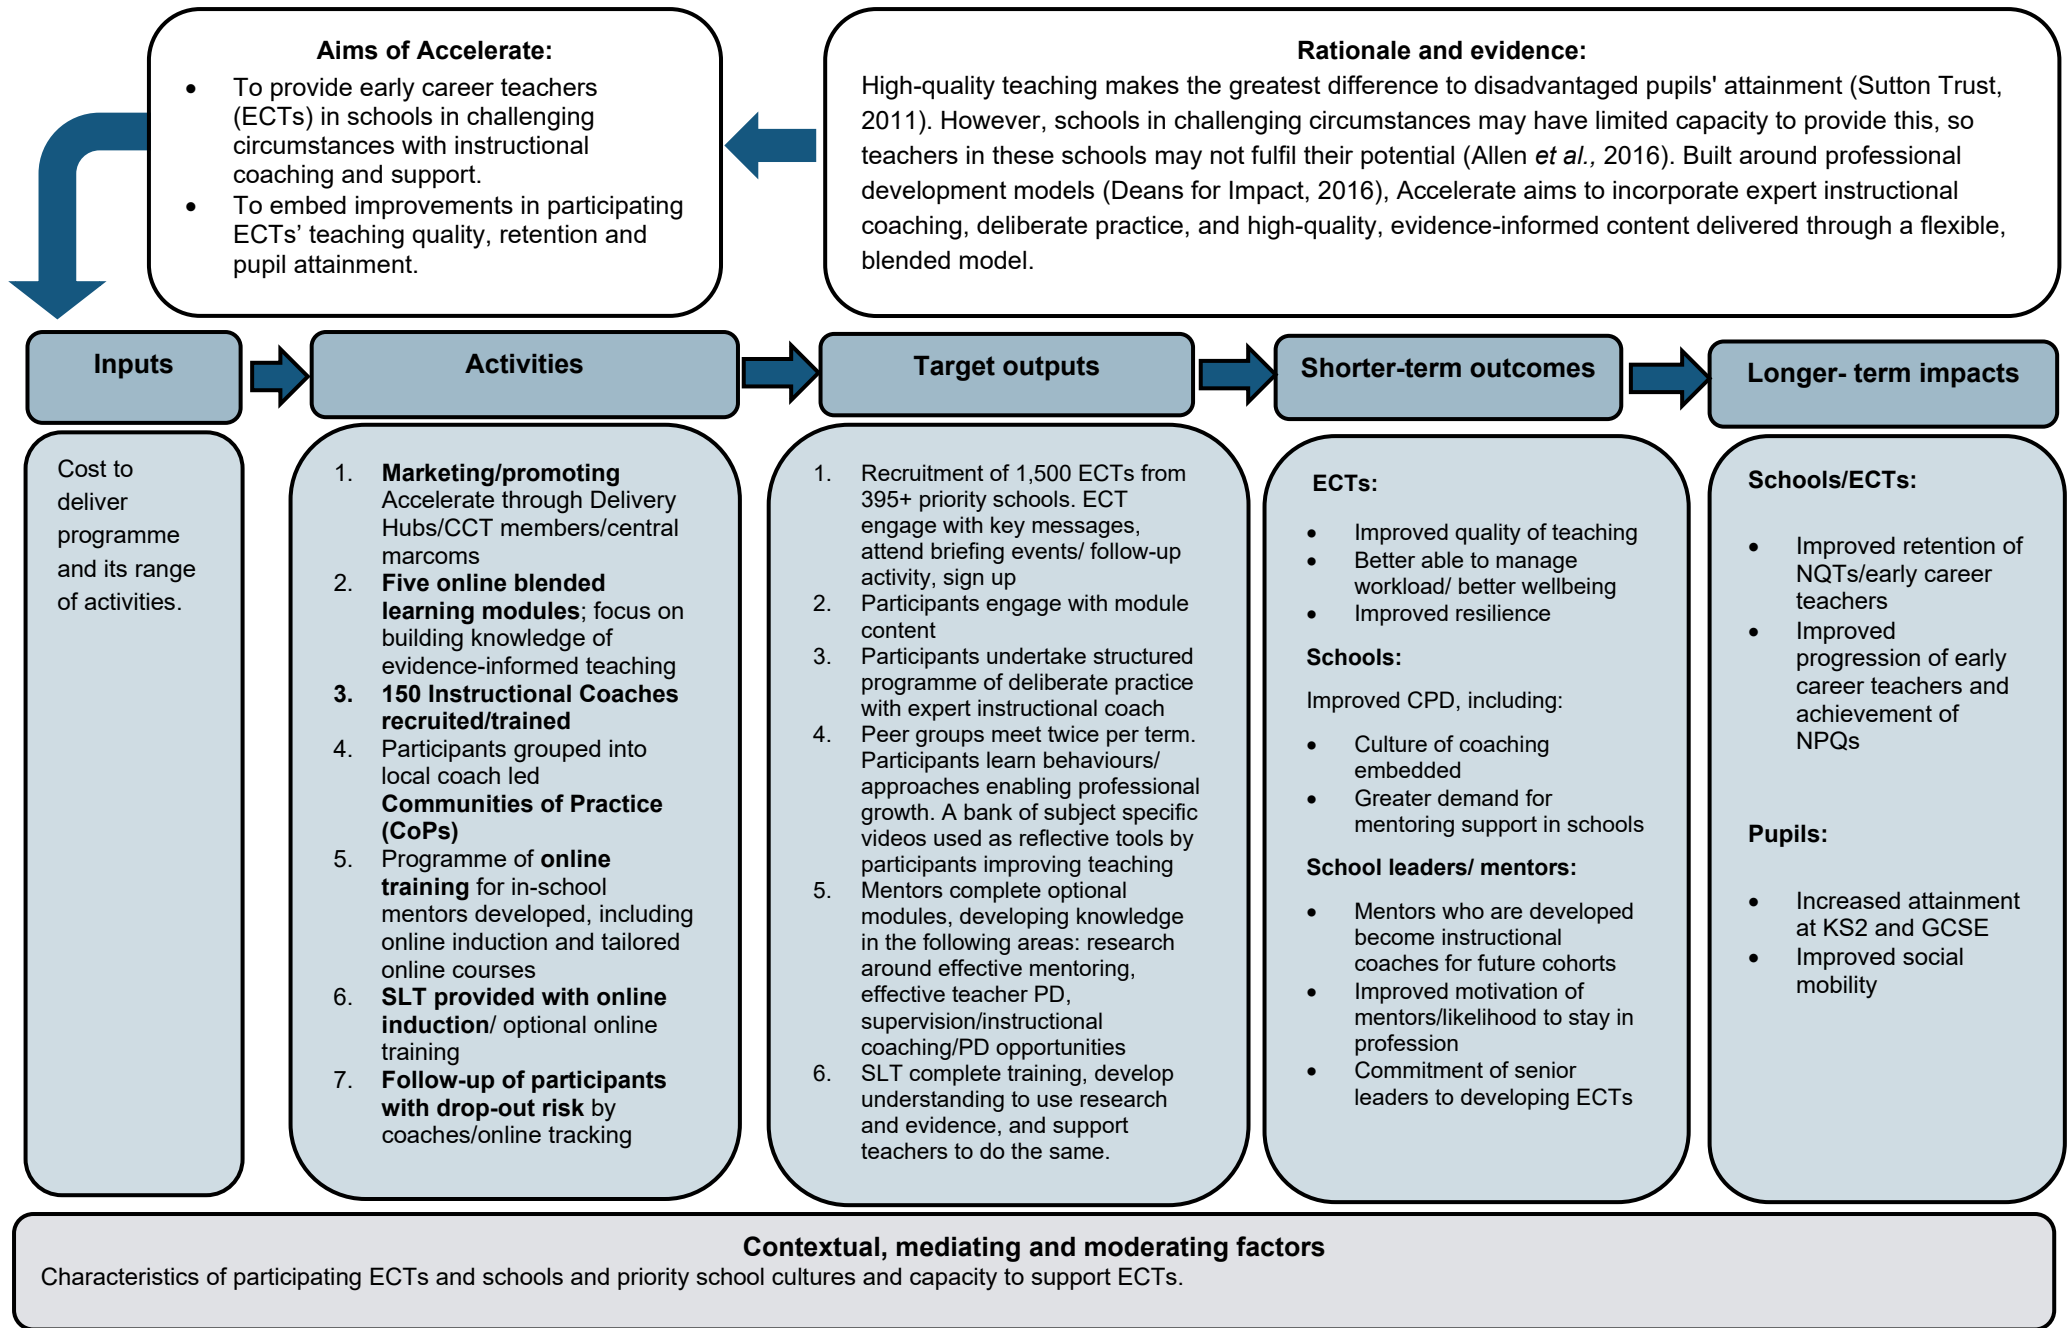 Aims of Accelerate:
• To provide early career teachers
(ECTs) in schools in challenging
circumstances with instructional
coaching and support.
• To embed improvements in participating
ECTs’ teaching quality, retention and
pupil attainment.
Rationale and evidence:
High-quality teaching makes the greatest difference to disadvantaged pupils' attainment (Sutton Trust,
2011). However, schools in challenging circumstances may have limited capacity to provide this, so
teachers in these schools may not fulfil their potential (Allen et al., 2016). Built around professional
development models (Deans for Impact, 2016), Accelerate aims to incorporate expert instructional
coaching, deliberate practice, and high-quality, evidence-informed content delivered through a flexible,
blended model.
Inputs
Cost to
deliver
programme
and its range
of activities.
Activities
1. Marketing/promoting
Accelerate through Delivery
Hubs/CCT members/central
marcoms
2. Five online blended
learning modules; focus on
building knowledge of
evidence-informed teaching
3. 150 Instructional Coaches
recruited/trained
4. Participants grouped into
local coach led
Communities of Practice
(CoPs)
5. Programme of online
training for in-school
mentors developed, including
online induction and tailored
online courses
6. SLT provided with online
induction/ optional online
training
7. Follow-up of participants
with drop-out risk by
coaches/online tracking
Target outputs
1. Recruitment of 1,500 ECTs from
395+ priority schools. ECT
engage with key messages,
attend briefing events/ follow-up
activity, sign up
2. Participants engage with module
content
3. Participants undertake structured
programme of deliberate practice
with expert instructional coach
4. Peer groups meet twice per term.
Participants learn behaviours/
approaches enabling professional
growth. A bank of subject specific
videos used as reflective tools by
participants improving teaching
5. Mentors complete optional
modules, developing knowledge
in the following areas: research
around effective mentoring,
effective teacher PD,
supervision/instructional
coaching/PD opportunities
6. SLT complete training, develop
understanding to use research
and evidence, and support
teachers to do the same.
Shorter-term outcomes
ECTs:
• Improved quality of teaching
• Better able to manage
workload/ better wellbeing
• Improved resilience
Schools:
Improved CPD, including:
• Culture of coaching
embedded
• Greater demand for
mentoring support in schools
School leaders/ mentors:
• Mentors who are developed
become instructional
coaches for future cohorts
• Improved motivation of
mentors/likelihood to stay in
profession
• Commitment of senior
leaders to developing ECTs
Longer- term impacts
Schools/ECTs:
• Improved retention of
NQTs/early career
teachers
• Improved
progression of early
career teachers and
achievement of
NPQs
Pupils:
• Increased attainment
at KS2 and GCSE
• Improved social
mobility
Contextual, mediating and moderating factors
Characteristics of participating ECTs and schools and priority school cultures and capacity to support ECTs.